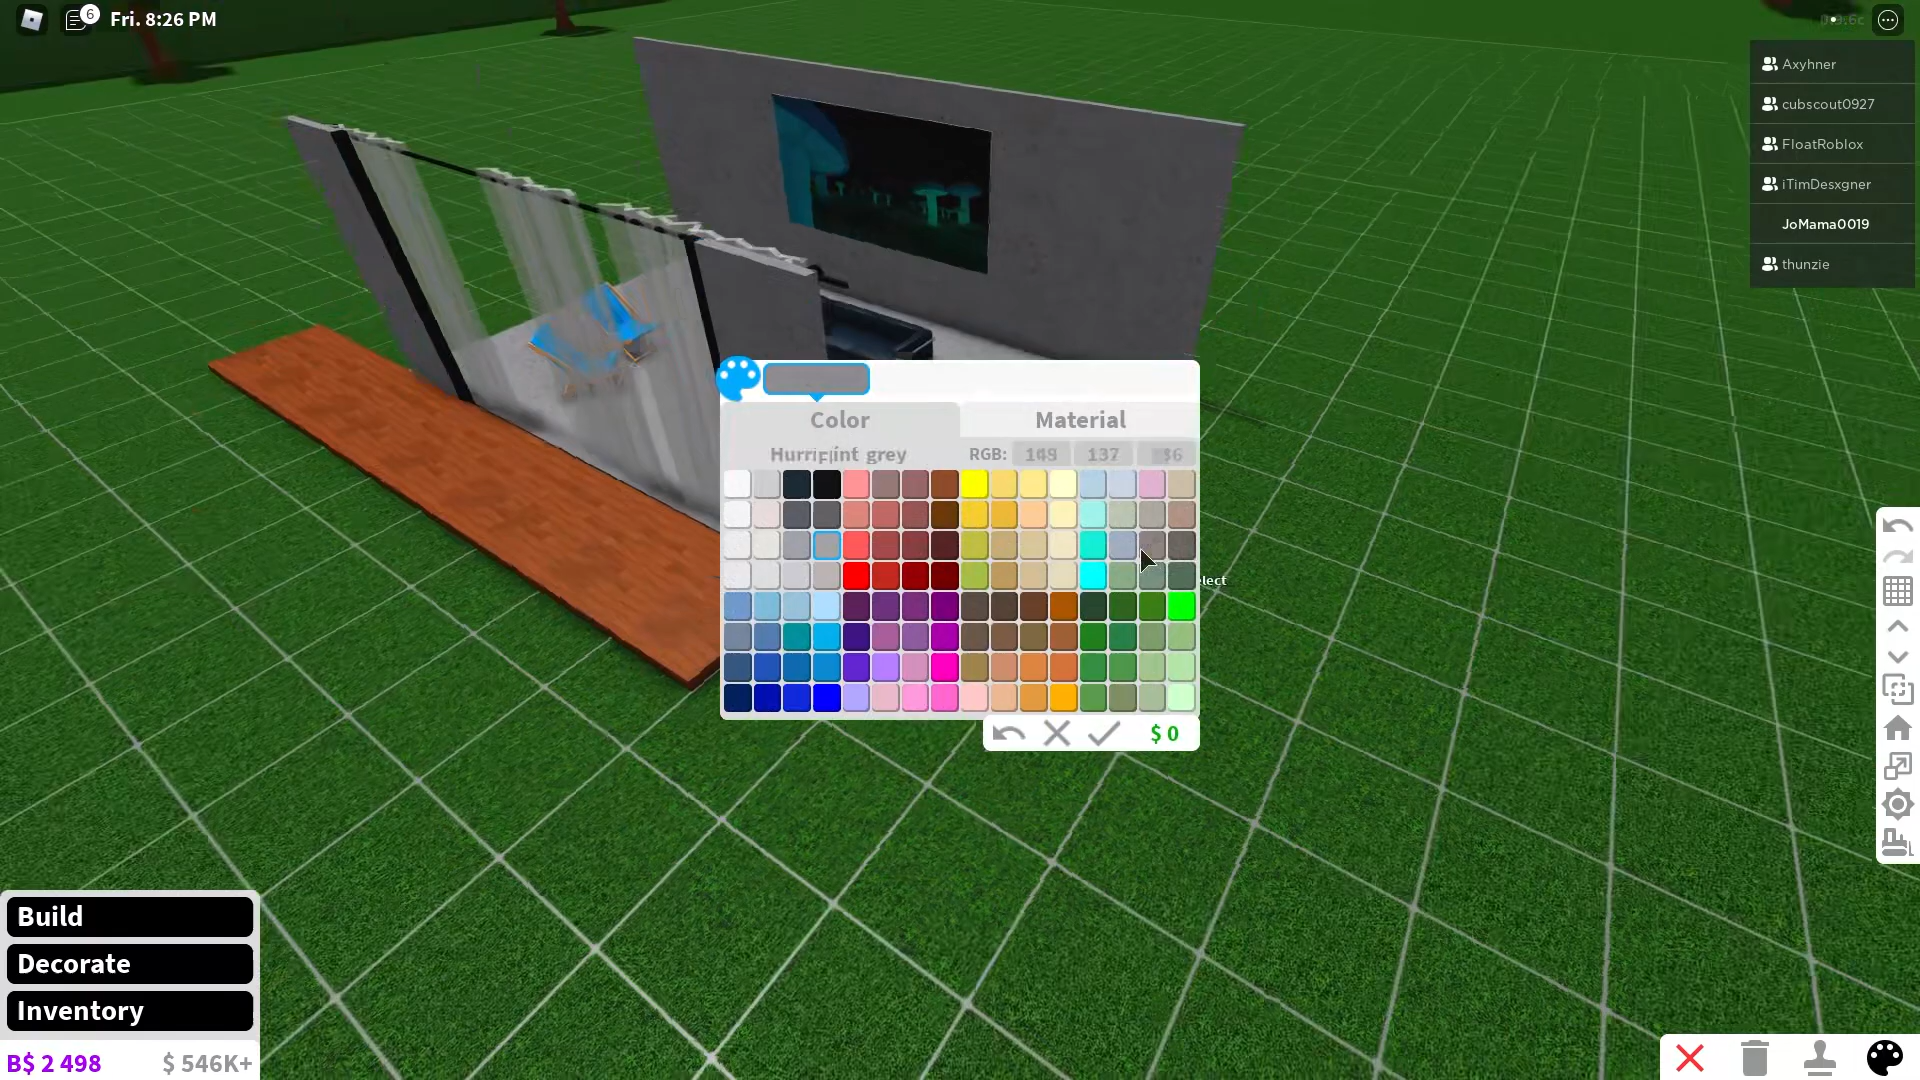 6
Fri. 8:26 PM
Axyhner
cubscout0927
FloatRoblox
iTimDesxgner
JoMama0019
thunzie
Color
Material
grey
RGB:
137
$ 0
Build
Decorate
Inventory
B$ 2 498
$ 546K+